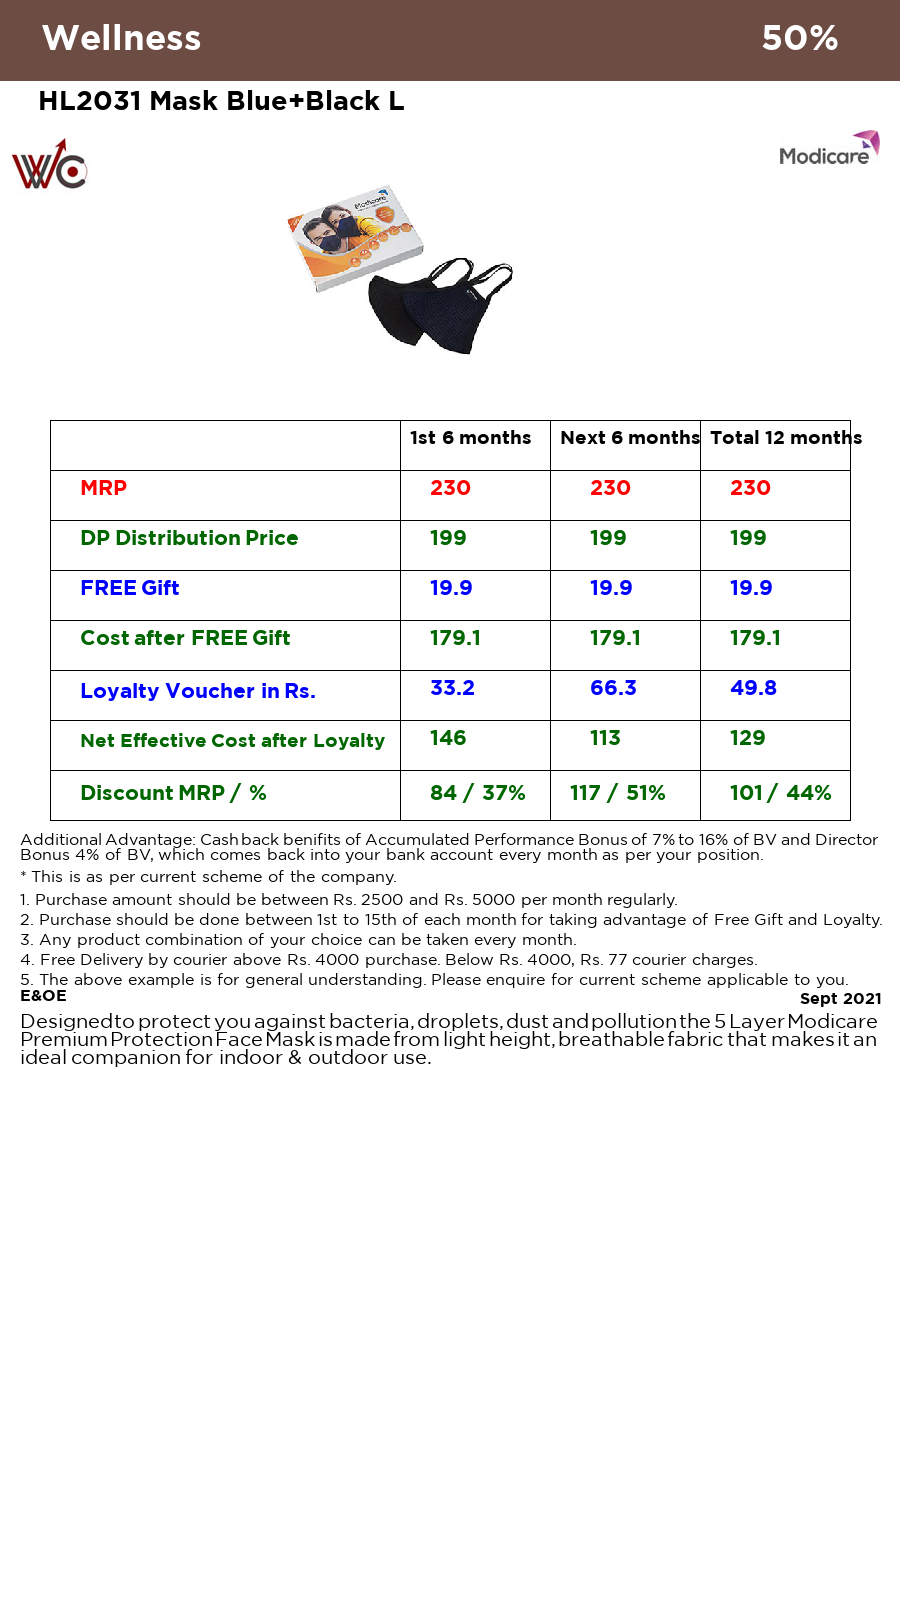 Wellness 50%
HL2031 Mask Blue+Black L
WC
Modicare
Modicare
1st 6 months Next 6 months Total 12 months
MRP 230 230 230
DP Distribution Price 199 199 199
FREE Gift 19.9 19.9 19.9
Cost after FREE Gift 179.1 179.1 179.1
Loyalty Voucher in Rs. 33.2 66.3 49.8
Net Effective Cost after Loyalty 146 113 129
Discount MRP / % 84 / 37% 117 / 51% 101 / 44%
Additional Advantage: Cashback benifits of Accumulated Performance Bonus of 7% to 16% of BV and Director
Bonus 4% of BV, which comes back into your bank account every month as per your position.
* This is as per current scheme of the company.
1. Purchase amount should be between Rs. 2500 and Rs. 5000 per month regularly.
2. Purchase should be done between 1st to 15th of each month for taking advantage of Free Gift and Loyalty.
3. Any product combination of your choice can be taken every month.
4. Free Delivery by courier above Rs. 4000 purchase. Below Rs. 4000, Rs. 77 courier charges.
5. The above example is for general understanding. Please enquire for current scheme applicable to you.
E&OE Sept 2021
Designed to protect you against bacteria, droplets, dust and pollution the 5 Layer Modicare
Premium Protection Face Mask is made from light height, breathable fabric that makes it an
ideal companion for indoor & outdoor use.